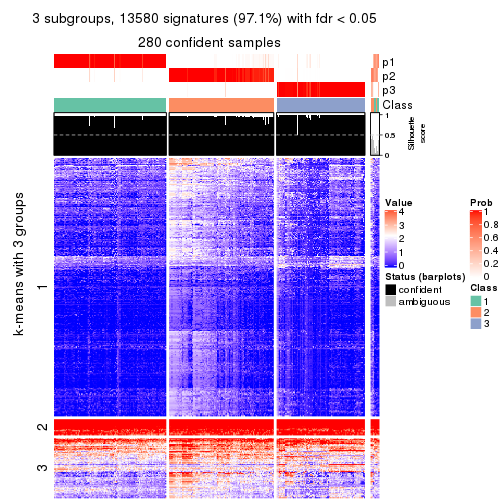 3 subgroups, 13580 signatures (97.1%) with fdr < 0.05
280 confident samples
p1
p2
p3
Class
1
0.5
0
Silhouette
score
k-means with 3 groups
1
2
3
Value
4
3
2
1
0
Status (barplots)
confident
ambiguous
Prob
1
0.8
0.6
0.4
0.2
0
Class
1
2
3